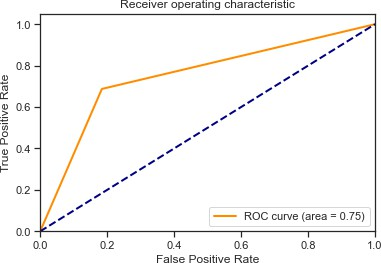 Receiver operating characteristic
1.0
0.8
0.6
0.4
0.2
0.0
True Positive Rate
ROC curve (area = 0.75)
0.0 0.2 0.4 0.6 0.8 1.0
False Positive Rate